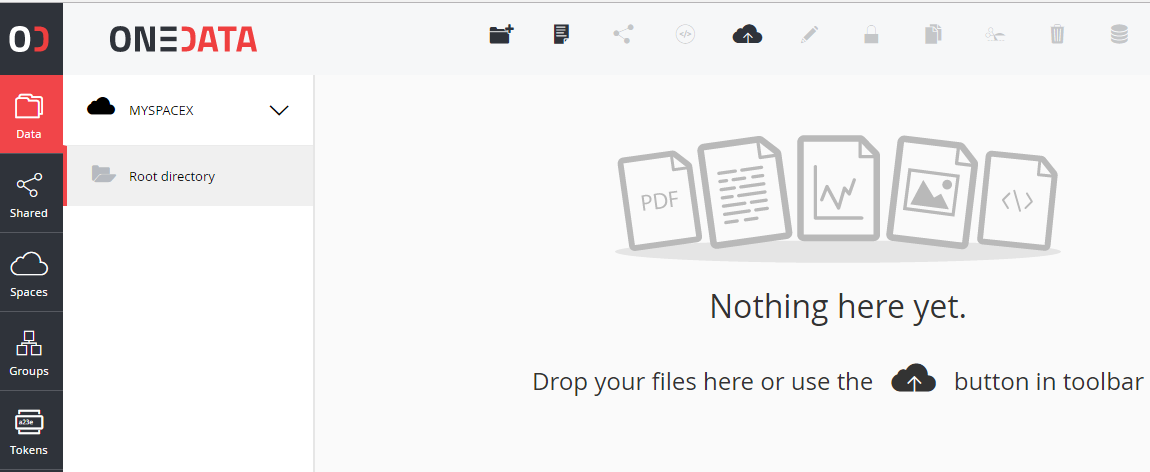 ONEDATA
Data
Shared
Spaces
Groups
a23e
Tokens
MYSPACEX
Root directory
PDF
</>
</>
Nothing here yet.
Drop your files here or use the button in toolbar